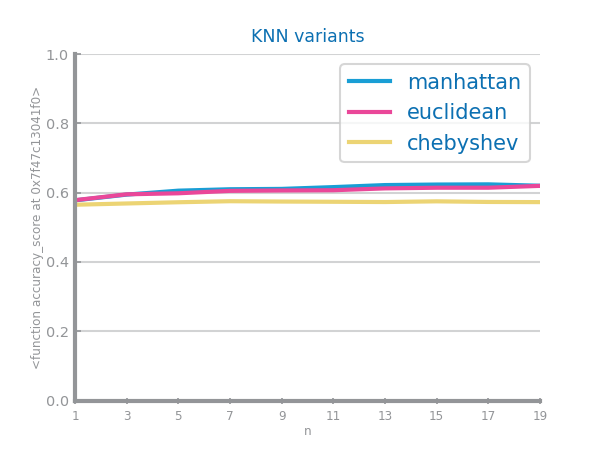 KNN variants
manhattan
euclidean
chebyshev
<function accuracy_score at 0x7f47c13041f0>
1.0
0.8
0.6
0.4
0.2
0.0
1 3 5 7 9 11 13 15 17 19
n